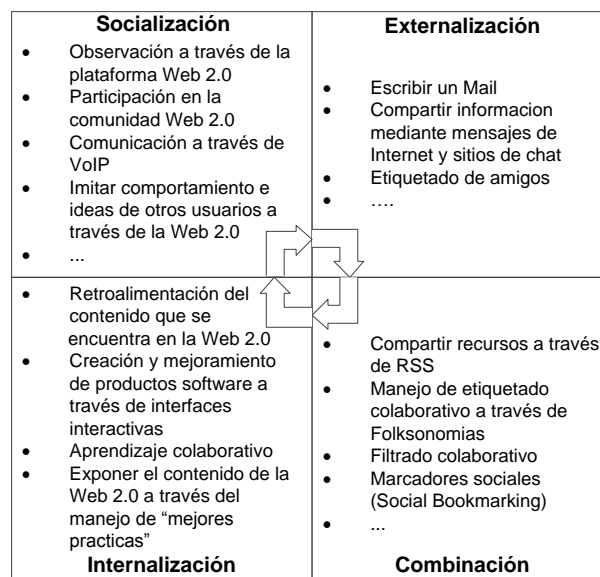 Socialización
• Observación a través de la
plataforma Web 2.0
• Participación en la
comunidad Web 2.0
• Comunicación a través de
VoIP
• Imitar comportamiento e
ideas de otros usuarios a
través de la Web 2.0
• ...
Externalización
• Escribir un Mail
• Compartir informacion
mediante mensajes de
Internet y sitios de chat
• Etiquetado de amigos
• ….
• Retroalimentación del
contenido que se
encuentra en la Web 2.0
• Creación y mejoramiento
de productos software a
través de interfaces
interactivas
• Aprendizaje colaborativo
• Exponer el contenido de la
Web 2.0 a través del
manejo de “mejores
practicas”
Internalización
• Compartir recursos a través
de RSS
• Manejo de etiquetado
colaborativo a través de
Folksonomias
• Filtrado colaborativo
• Marcadores sociales
(Social Bookmarking)
• ...
Combinación